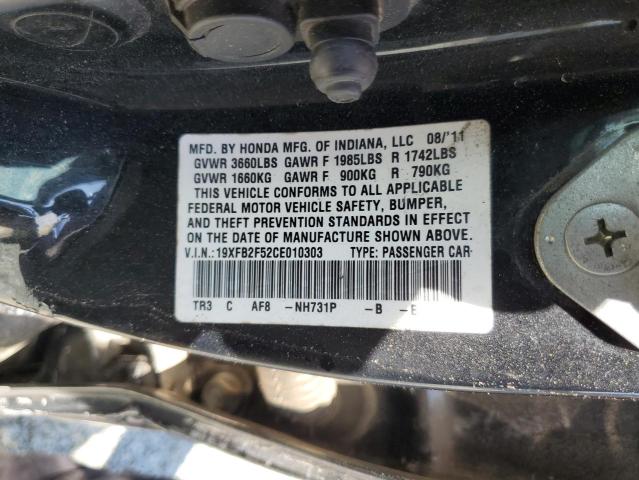 MFD. BY HONDA MFG. OF INDIANA, LLC 08/'11
GVWR 3660LBS GAWR F 1985LBS R 1742LBS
GVWR 1660KG GAWR F 900KG R 790KG
THIS VEHICLE CONFORMS TO ALL APPLICABLE
FEDERAL MOTOR VEHICLE SAFETY, BUMPER,
AND THEFT PREVENTION STANDARDS IN EFFECT
ON THE DATE OF MANUFACTURE SHOWN ABOVE.
V.I.N.:19XFB2F52CE010303 TYPE: PASSENGER CAR
TR3 C AF8 -NH731P -B -E